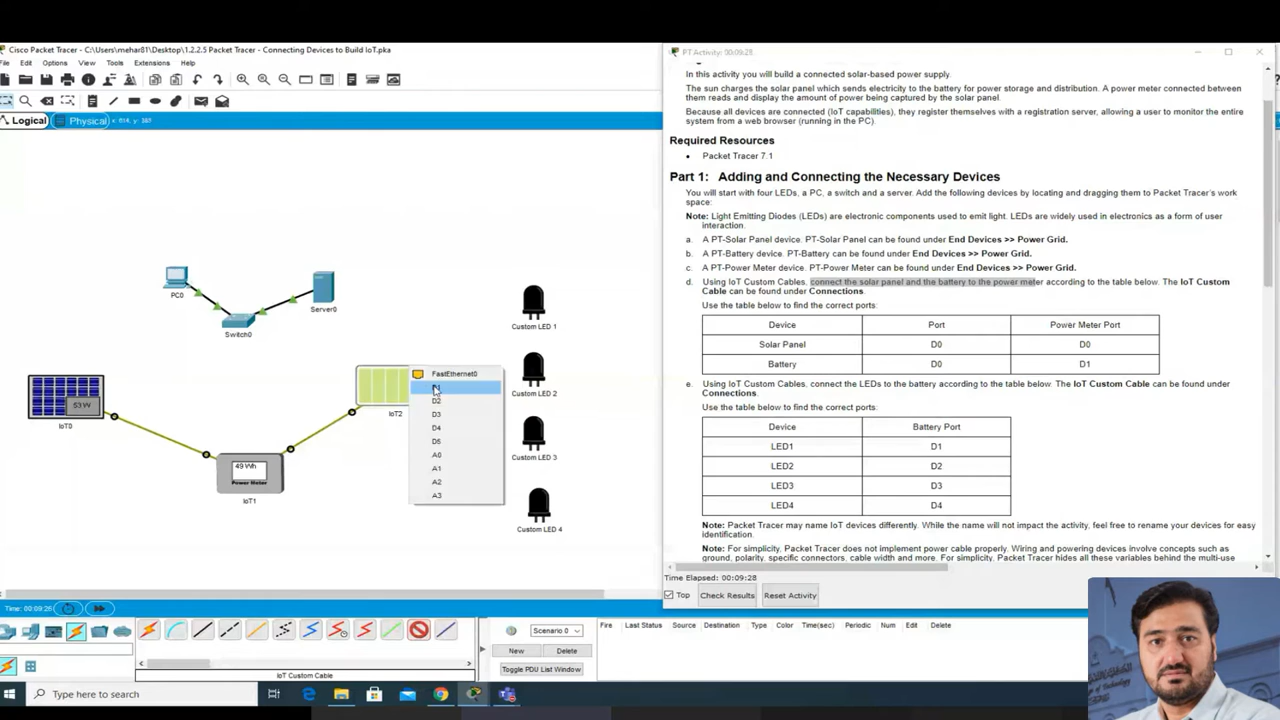 Cisco Packet Tracer - C:\Users\mehar81\Desktop\1.2.2.5 Packet Tracer - Connecting Devices to Build IoT.pka
File Edit Options View Tools Extensions Help
Logical
Physical
PC0
Server0
Switch0
53 W
IoT0
49 Wh
Power Meter
IoT1
IoT2
FastEthernet0
D1
D2
D3
D4
D5
A0
A1
A2
A3
Custom LED 1
Custom LED 2
Custom LED 3
Custom LED 4
PT Activity: 00:09:28
In this activity you will build a connected solar-based power supply.
The sun charges the solar panel which sends electricity to the battery for power storage and distribution. A power meter connected between
them reads and display the amount of power being captured by the solar panel.
Because all devices are connected (IoT capabilities), they register themselves with a registration server, allowing a user to monitor the entire
system from a web browser (running in the PC).
Required Resources
• Packet Tracer 7.1
Part 1: Adding and Connecting the Necessary Devices
You will start with four LEDs, a PC, a switch and a server. Add the following devices by locating and dragging them to Packet Tracer's work
space:
Note: Light Emitting Diodes (LEDs) are electronic components used to emit light. LEDs are widely used in electronics as a form of user
interaction.
a. A PT-Solar Panel device. PT-Solar Panel can be found under End Devices >> Power Grid.
b. A PT-Battery device. PT-Battery can be found under End Devices >> Power Grid.
c. A PT-Power Meter device. PT-Power Meter can be found under End Devices >> Power Grid.
d. Using IoT Custom Cables, connect the solar panel and the battery to the power meter according to the table below. The IoT Custom
Cable can be found under Connections.
Use the table below to find the correct ports:
Device Port Power Meter Port
Solar Panel D0 D0
Battery D0 D1
e. Using IoT Custom Cables, connect the LEDs to the battery according to the table below. The IoT Custom Cable can be found under
Connections.
Use the table below to find the correct ports:
Device Battery Port
LED1 D1
LED2 D2
LED3 D3
LED4 D4
Note: Packet Tracer may name IoT devices differently. While the name will not impact the activity, feel free to rename your devices for easy
identification.
Note: For simplicity, Packet Tracer does not implement power cable properly. Wiring and powering devices involve concepts such as
ground, polarity, specific connectors, cable width and more. For simplicity, Packet Tracer hides all these variables behind the multi-use
Time Elapsed: 00:09:28
Top
Check Results
Reset Activity
Time: 00:09:26
Scenario 0
New
Delete
Toggle PDU List Window
Fire Last Status Source Destination Type Color Time(sec) Periodic Num Edit Delete
IoT Custom Cable
Type here to search